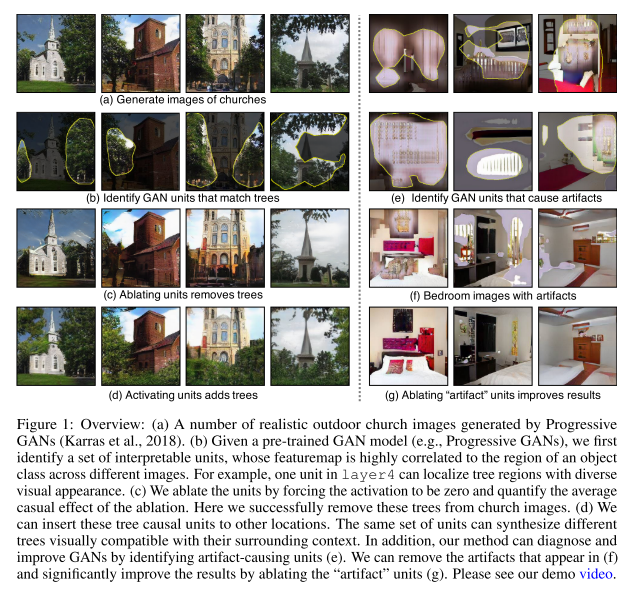 (a) Generate images of churches
(b) Identify GAN units that match trees
(c) Ablating units removes trees
(d) Activating units adds trees
(e) Identify GAN units that cause artifacts
(f) Bedroom images with artifacts
(g) Ablating “artifact” units improves results
Figure 1: Overview: (a) A number of realistic outdoor church images generated by Progressive
GANs (Karras et al., 2018). (b) Given a pre-trained GAN model (e.g., Progressive GANs), we first
identify a set of interpretable units, whose featuremap is highly correlated to the region of an object
class across different images. For example, one unit in layer4 can localize tree regions with diverse
visual appearance. (c) We ablate the units by forcing the activation to be zero and quantify the average
casual effect of the ablation. Here we successfully remove these trees from church images. (d) We
can insert these tree causal units to other locations. The same set of units can synthesize different
trees visually compatible with their surrounding context. In addition, our method can diagnose and
improve GANs by identifying artifact-causing units (e). We can remove the artifacts that appear in (f)
and significantly improve the results by ablating the “artifact” units (g). Please see our demo video.